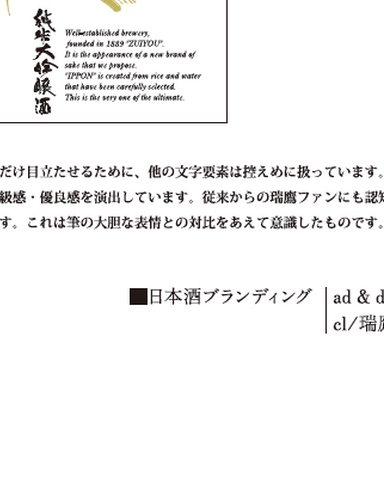 純米大吟醸酒
Well-established brewery,
founded in 1889 "ZUIYOU".
It is the appearance of a new brand of
sake that we propose.
"IPPON" is created from rice and water
that have been carefully selected.
This is the very one of the ultimate.
だけ目立たせるために、他の文字要素は控えめに扱っています。
級感・優良感を演出しています。従来からの瑞鷹ファンにも認知
す。これは筆の大胆な表情との対比をあえて意識したものです。
■日本酒ブランディング
ad & d
cl/瑞鷹